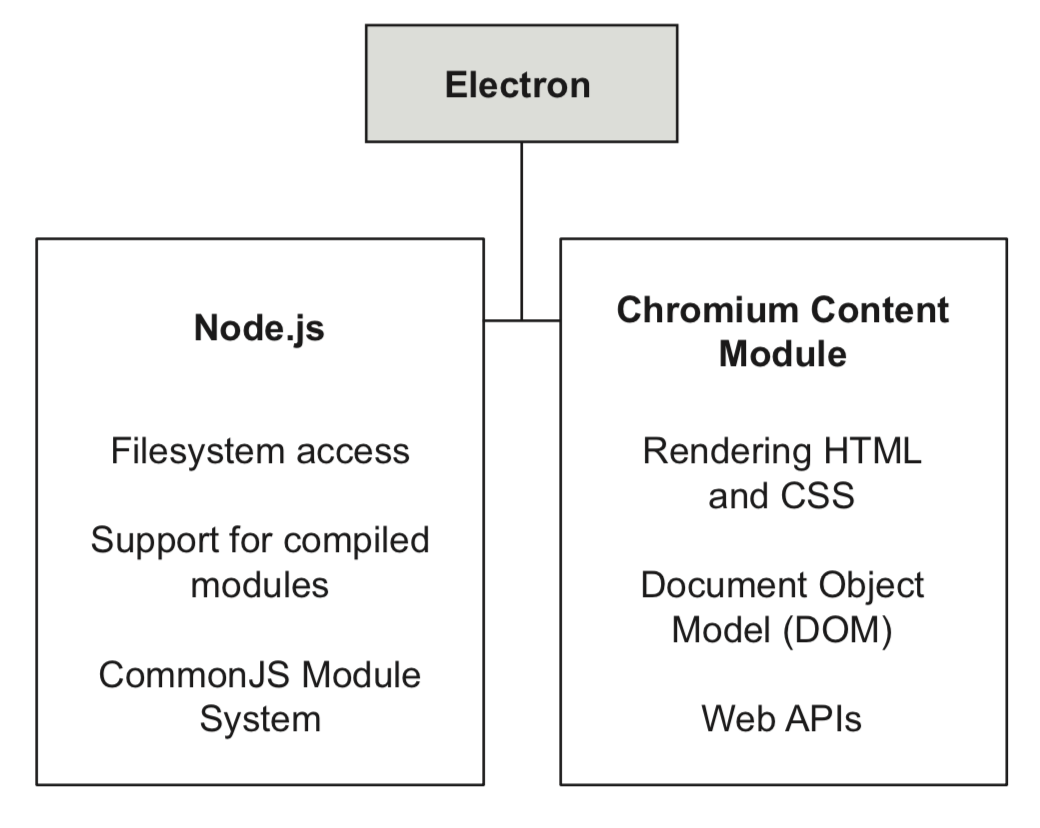 Electron
Node.js
Filesystem access
Support for compiled
modules
CommonJS Module
System
Chromium Content
Module
Rendering HTML
and CSS
Document Object
Model (DOM)
Web APIs